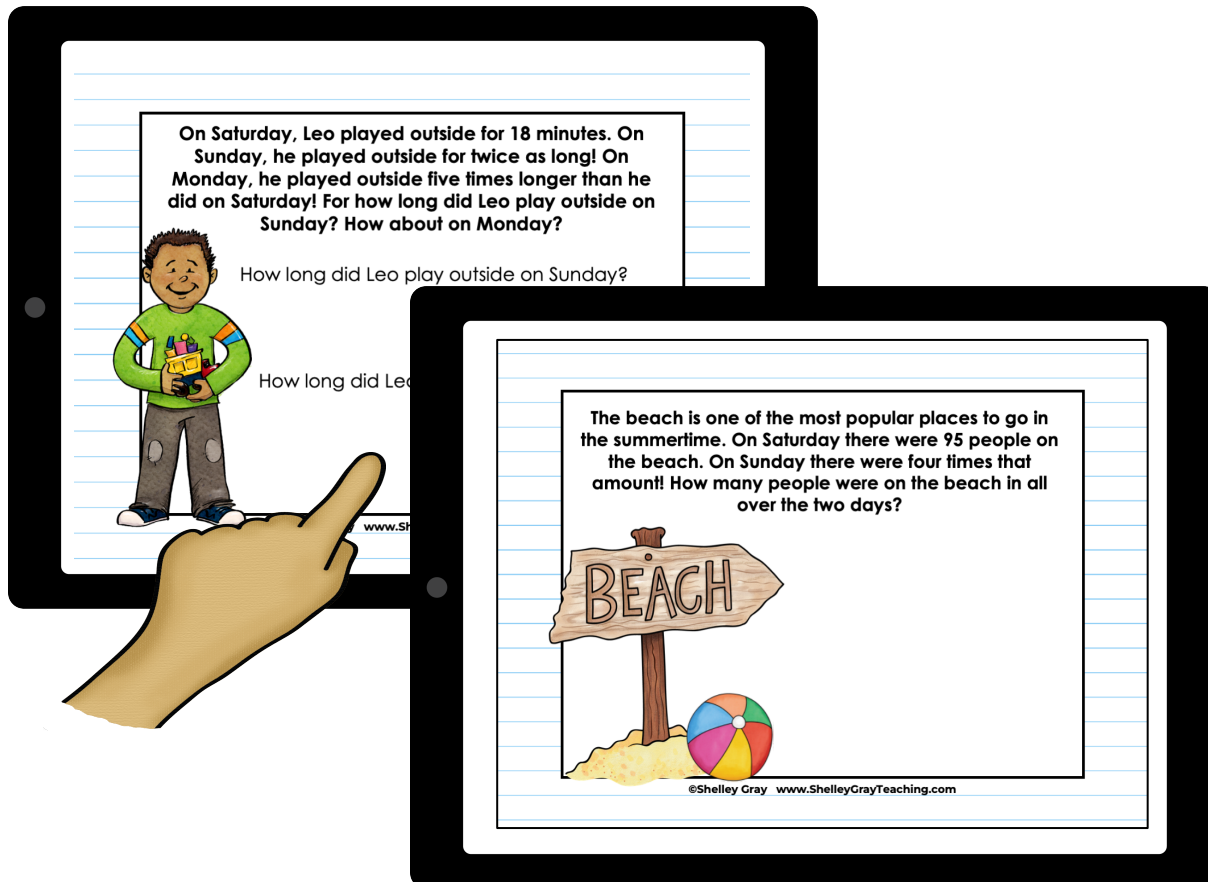 On Saturday, Leo played outside for 18 minutes. On
Sunday, he played outside for twice as long! On
Monday, he played outside five times longer than he
did on Saturday! For how long did Leo play outside on
Sunday? How about on Monday?
How long did Leo play outside on Sunday?
How long did Leo
www.Sh
The beach is one of the most popular places to go in
the summertime. On Saturday there were 95 people on
the beach. On Sunday there were four times that
amount! How many people were on the beach in all
over the two days?
BEACH
©Shelley Gray www.ShelleyGrayTeaching.com